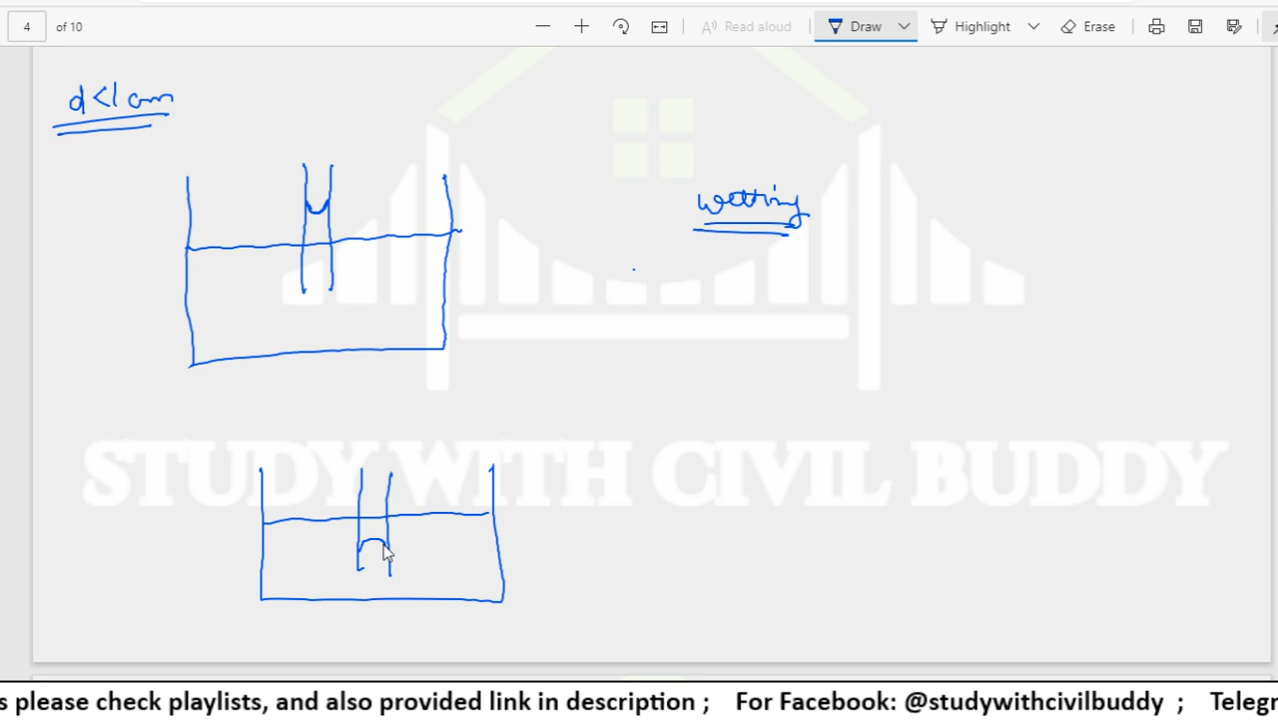 4 of 10 Read aloud Draw Highlight Erase
d<1 cm
wetting
STUDY WITH CIVIL BUDDY
s please check playlists, and also provided link in description ; For Facebook: @studywithcivilbuddy ; Telegr